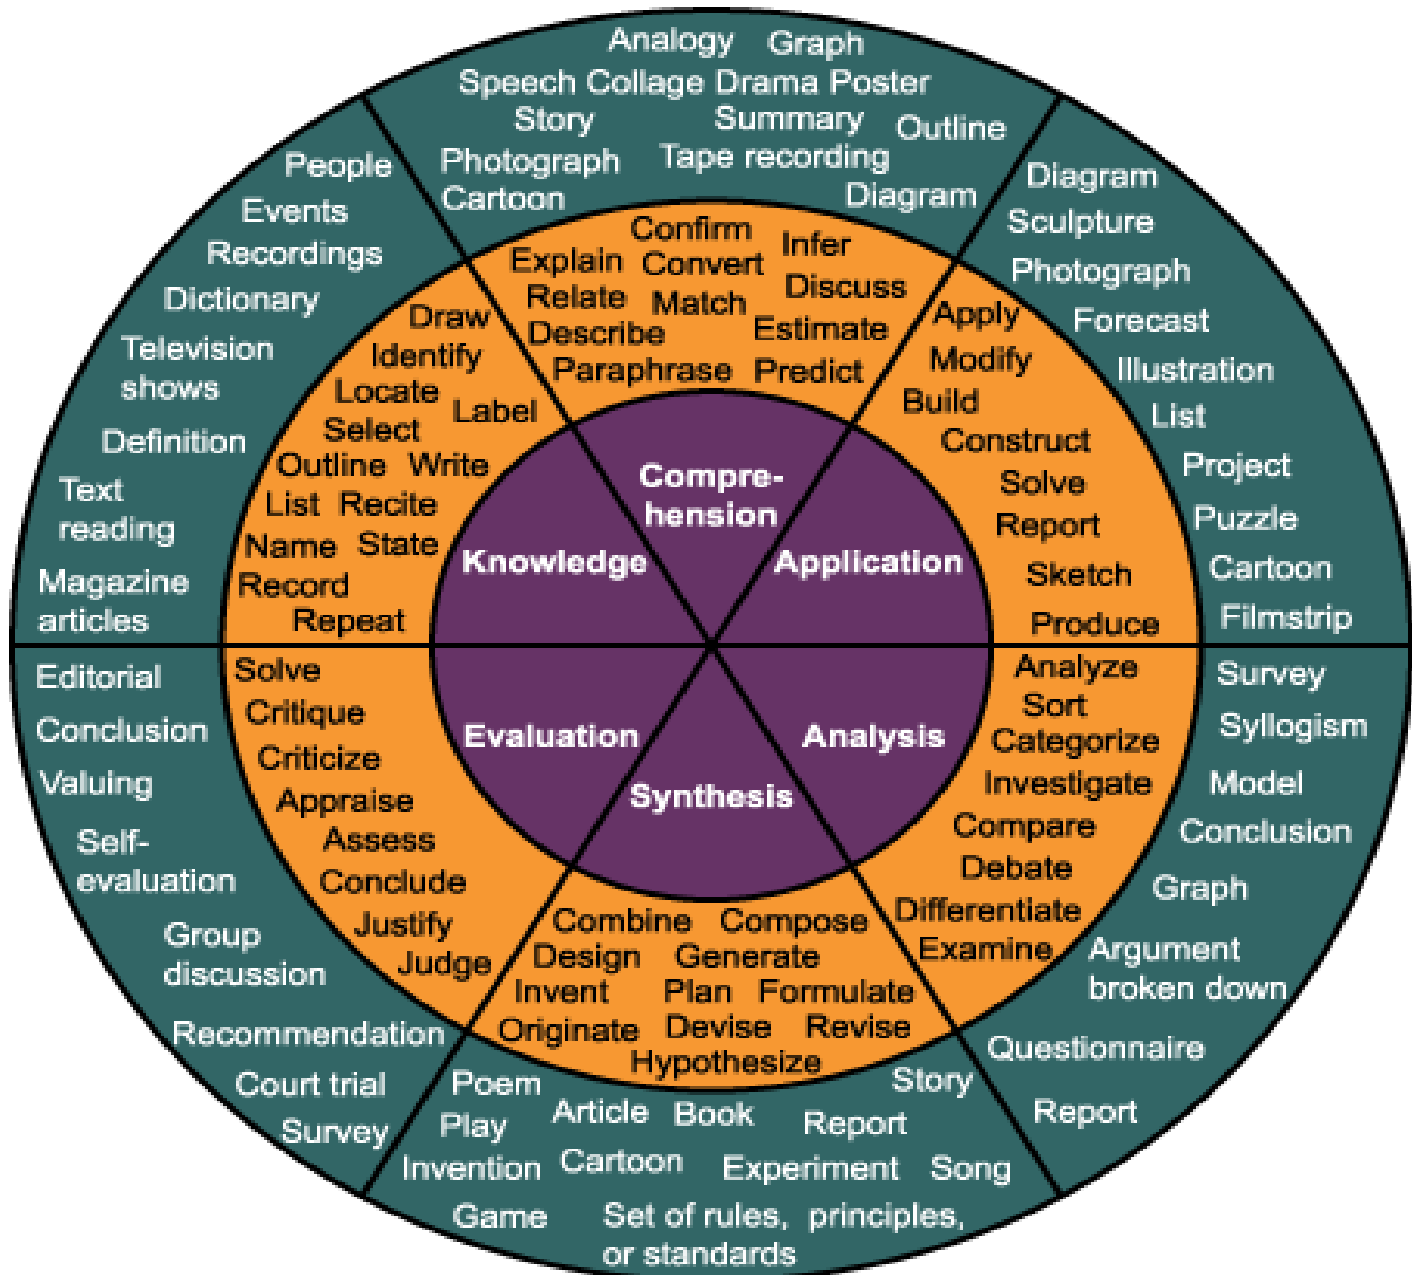 Knowledge
Draw
Identify
Locate
Label
Select
Outline Write
List Recite
Name State
Record
Repeat
People
Events
Recordings
Dictionary
Television
shows
Definition
Text
reading
Magazine
articles
Compre-
hension
Confirm
Infer
Explain Convert
Discuss
Relate Match
Describe
Estimate
Paraphrase Predict
Analogy Graph
Speech Collage Drama Poster
Story
Summary
Outline
Photograph
Tape recording
Cartoon
Diagram
Application
Apply
Modify
Build
Construct
Solve
Report
Sketch
Produce
Diagram
Sculpture
Photograph
Forecast
Illustration
List
Project
Puzzle
Cartoon
Filmstrip
Analysis
Analyze
Sort
Categorize
Investigate
Compare
Debate
Differentiate
Examine
Survey
Syllogism
Model
Conclusion
Graph
Argument
broken down
Questionnaire
Report
Synthesis
Combine Compose
Design Generate
Invent Plan Formulate
Originate Devise Revise
Hypothesize
Poem
Story
Play
Article Book
Report
Invention Cartoon
Experiment Song
Game
Set of rules, principles,
or standards
Evaluation
Solve
Critique
Criticize
Appraise
Assess
Conclude
Justify
Judge
Editorial
Conclusion
Valuing
Self-
evaluation
Group
discussion
Recommendation
Court trial
Survey